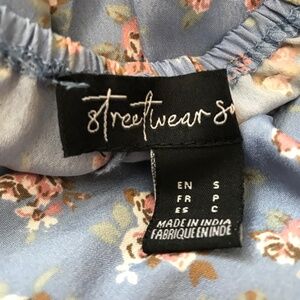 streetwear so
EN S
FR P
ES C
MADE IN INDIA
FABRIQUE EN INDE